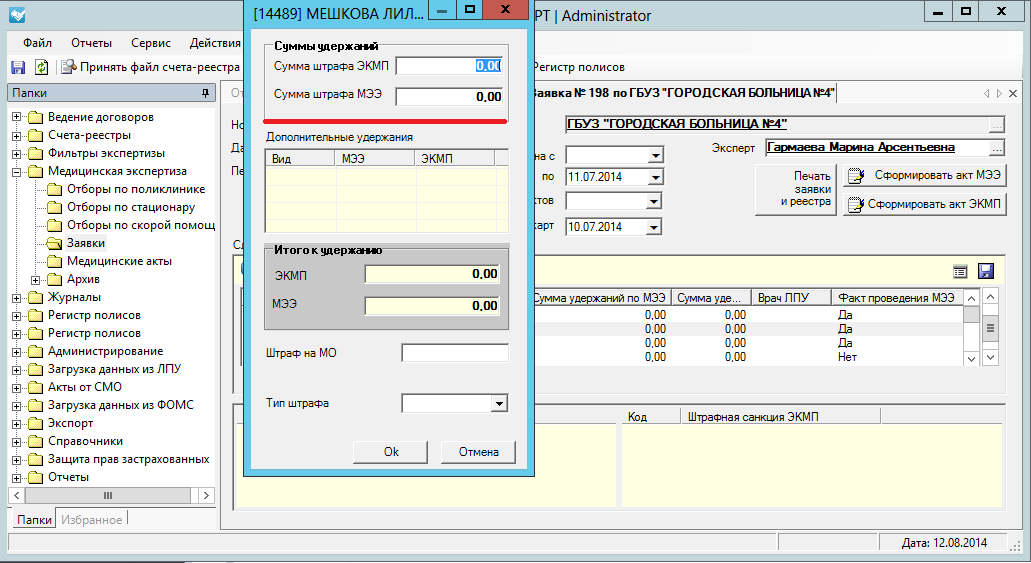 РТ | Administrator
Файл Отчеты Сервис Действия
Принять файл счета-реестра
Регистр полисов
Папки
Ведение договоров
Счета-реестры
Фильтры экспертизы
Медицинская экспертиза
Отборы по поликлинике
Отборы по стационару
Отборы по скорой помощ
Заявки
Медицинские акты
Архив
Журналы
Регистр полисов
Регистр полисов
Администрирование
Загрузка данных из ЛПУ
Акты от СМО
Загрузка данных из ФОМС
Экспорт
Справочники
Защита прав застрахованных
Отчеты
Папки Избранное
[14489] МЕШКОВА ЛИЛ...
Суммы удержаний
Сумма штрафа ЭКМП 0,00
Сумма штрафа МЭЭ 0,00
Дополнительные удержания
Вид МЭЭ ЭКМП
Итого к удержанию
ЭКМП 0,00
МЭЭ 0,00
Штраф на МО
Тип штрафа
Ok Отмена
Заявка № 198 по ГБУЗ "ГОРОДСКАЯ БОЛЬНИЦА №4"
ГБУЗ "ГОРОДСКАЯ БОЛЬНИЦА №4" ...
на с Эксперт Гармаева Марина Арсентьевна ...
по 11.07.2014
ктов
карт 10.07.2014
Печать
заявки
и реестра
Сформировать акт МЭЭ
Сформировать акт ЭКМП
Сумма удержаний по МЭЭ Сумма уде... Врач ЛПУ Факт проведения МЭЭ
0,00 0,00 Да
0,00 0,00 Да
0,00 0,00 Да
0,00 0,00 Нет
Код Штрафная санкция ЭКМП
Дата: 12.08.2014